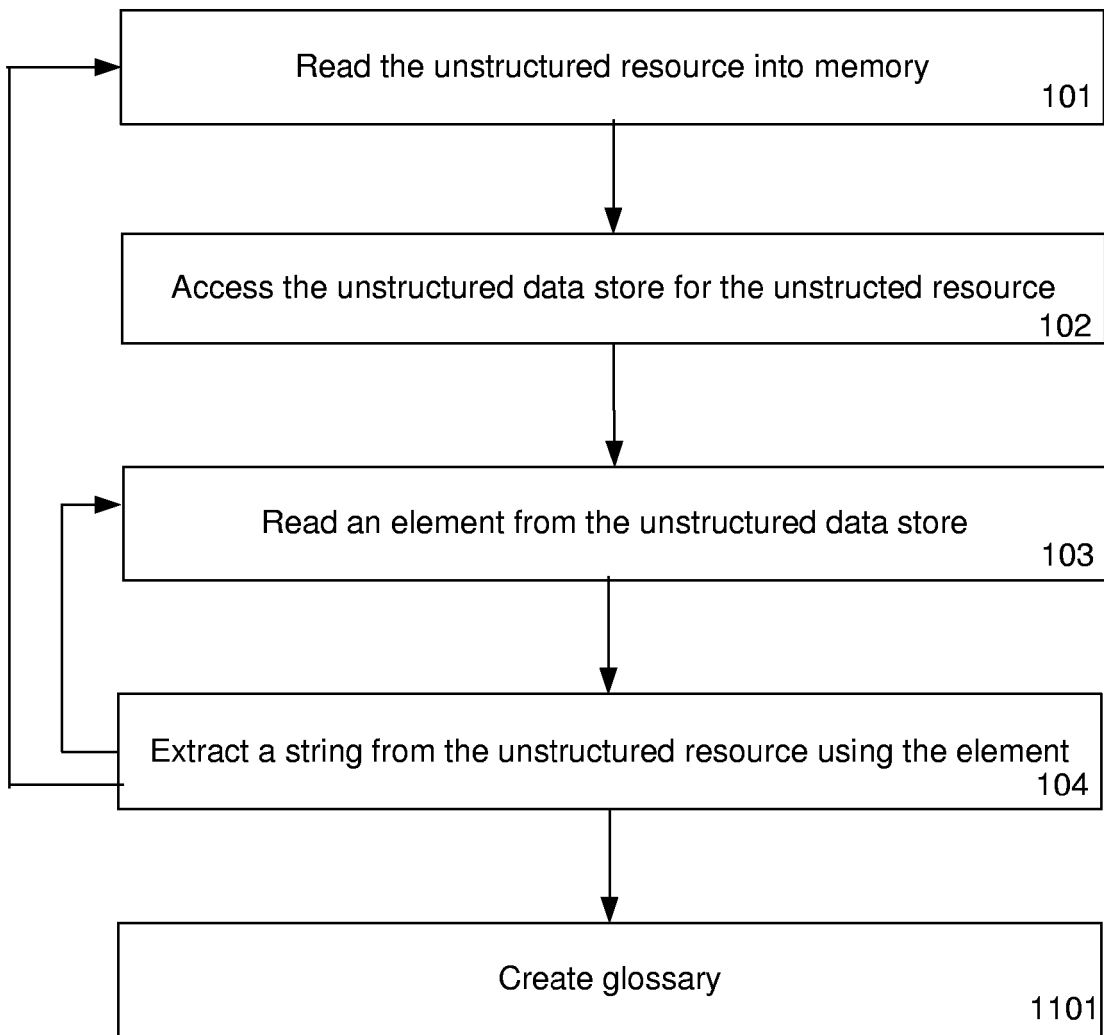 Read the unstructured resource into memory
101
Access the unstructured data store for the unstructed resource
102
Read an element from the unstructured data store
103
Extract a string from the unstructured resource using the element
104
Create glossary
1101